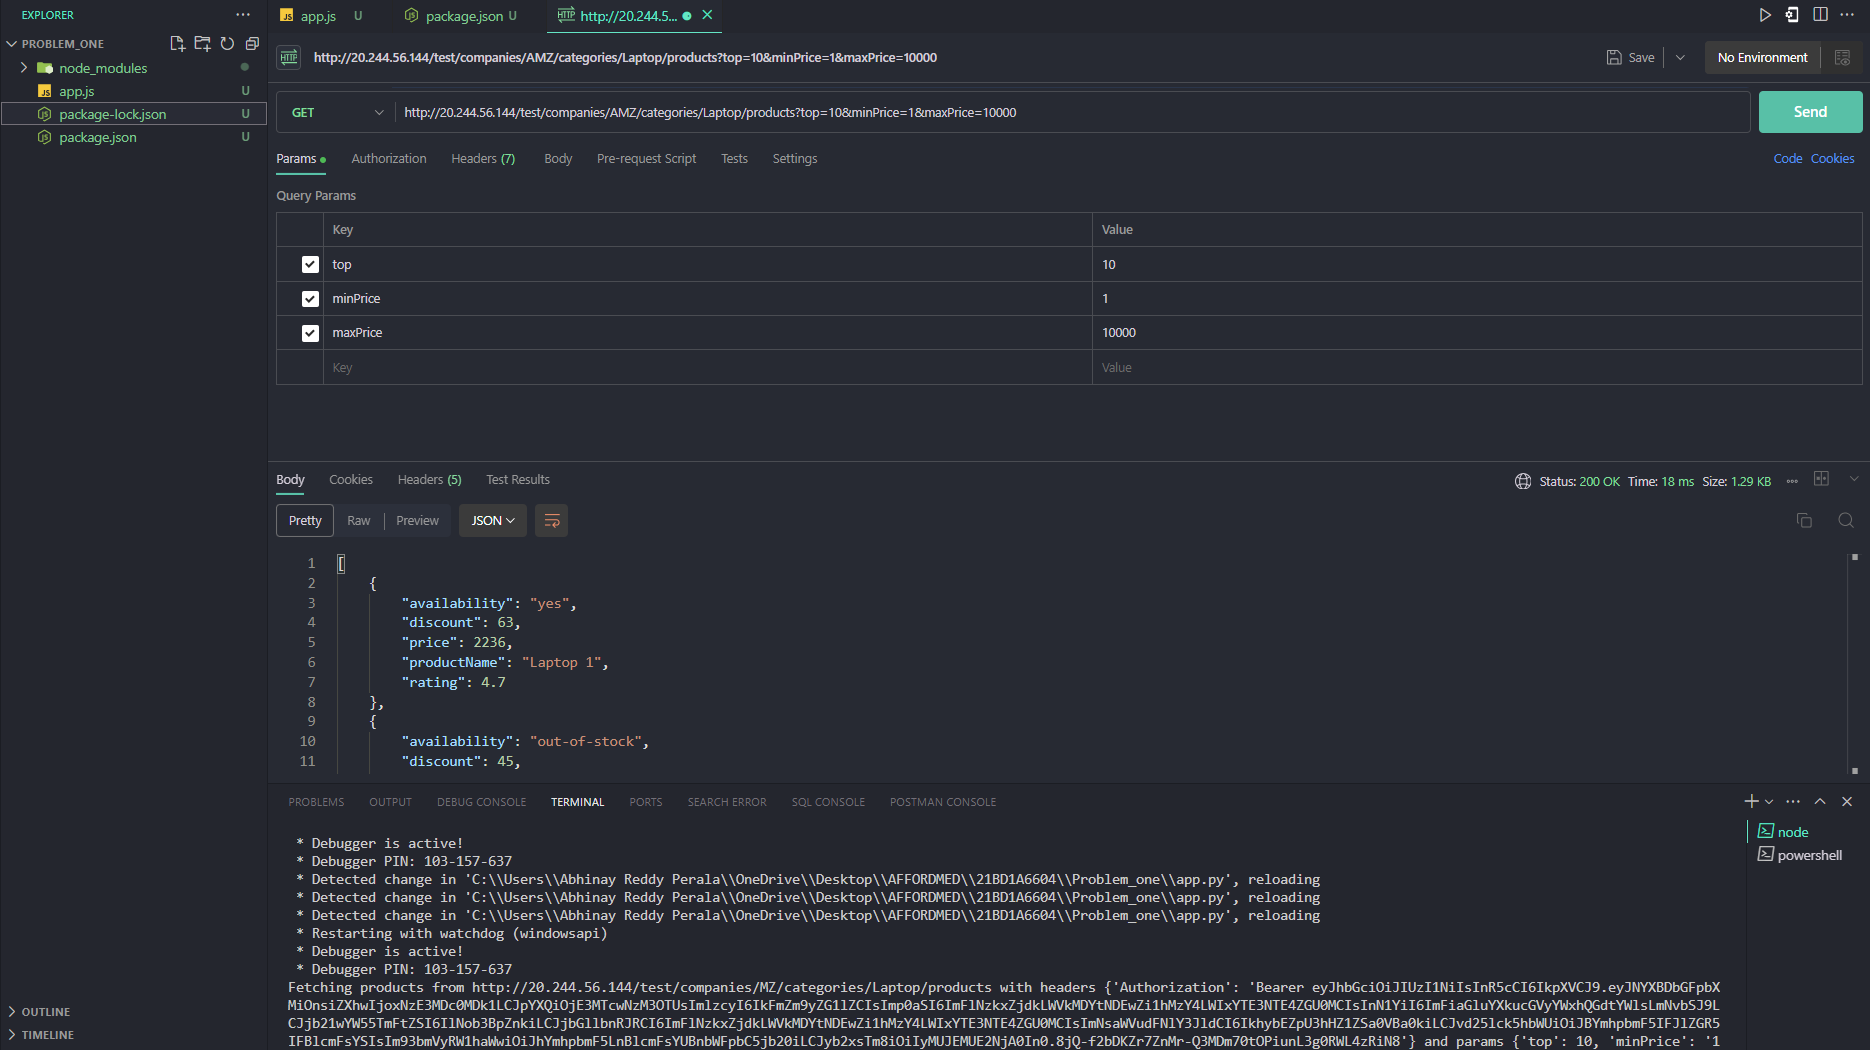 EXPLORER
PROBLEM_ONE
node_modules
app.js U
package-lock.json U
package.json U
OUTLINE
TIMELINE
app.js U
package.json U
http://20.244.5...
http://20.244.56.144/test/companies/AMZ/categories/Laptop/products?top=10&minPrice=1&maxPrice=10000
Save
No Environment
GET
http://20.244.56.144/test/companies/AMZ/categories/Laptop/products?top=10&minPrice=1&maxPrice=10000
Send
Params Authorization Headers (7) Body Pre-request Script Tests Settings Code Cookies
Query Params
Key Value
top 10
minPrice 1
maxPrice 10000
Key Value
Body Cookies Headers (5) Test Results Status: 200 OK Time: 18 ms Size: 1.29 KB
Pretty Raw Preview JSON
1 [
2 {
3 "availability": "yes",
4 "discount": 63,
5 "price": 2236,
6 "productName": "Laptop 1",
7 "rating": 4.7
8 },
9 {
10 "availability": "out-of-stock",
11 "discount": 45,
PROBLEMS OUTPUT DEBUG CONSOLE TERMINAL PORTS SEARCH ERROR SQL CONSOLE POSTMAN CONSOLE
node
powershell
* Debugger is active!
* Debugger PIN: 103-157-637
* Detected change in 'C:\\Users\\Abhinay Reddy Perala\\OneDrive\\Desktop\\AFFORDMED\\21BD1A6604\\Problem_one\\app.py', reloading
* Detected change in 'C:\\Users\\Abhinay Reddy Perala\\OneDrive\\Desktop\\AFFORDMED\\21BD1A6604\\Problem_one\\app.py', reloading
* Detected change in 'C:\\Users\\Abhinay Reddy Perala\\OneDrive\\Desktop\\AFFORDMED\\21BD1A6604\\Problem_one\\app.py', reloading
* Restarting with watchdog (windowsapi)
* Debugger is active!
* Debugger PIN: 103-157-637
Fetching products from http://20.244.56.144/test/companies/MZ/categories/Laptop/products with headers {'Authorization': 'Bearer
and params {'top': 10, 'minPrice': '1